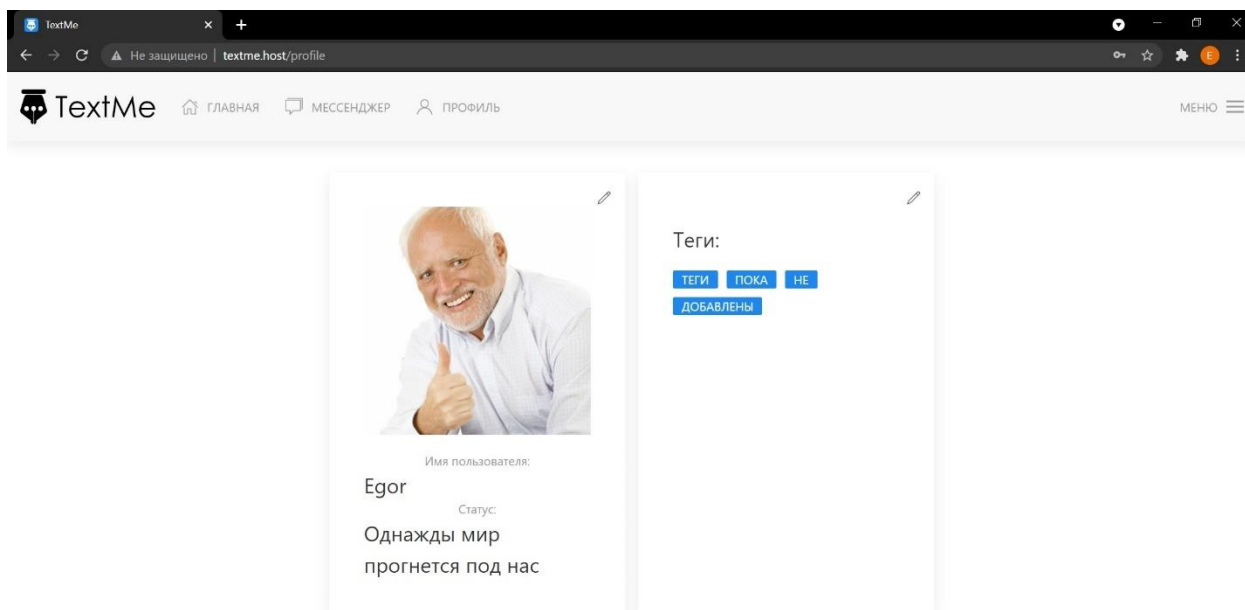 TextMe
Не защищено | textme.host/profile
E
TextMe ГЛАВНАЯ МЕССЕНДЖЕР ПРОФИЛЬ МЕНЮ
Имя пользователя:
Egor
Статус:
Однажды мир
прогнется под нас
Теги:
ТЕГИ ПОКА НЕ
ДОБАВЛЕНЫ